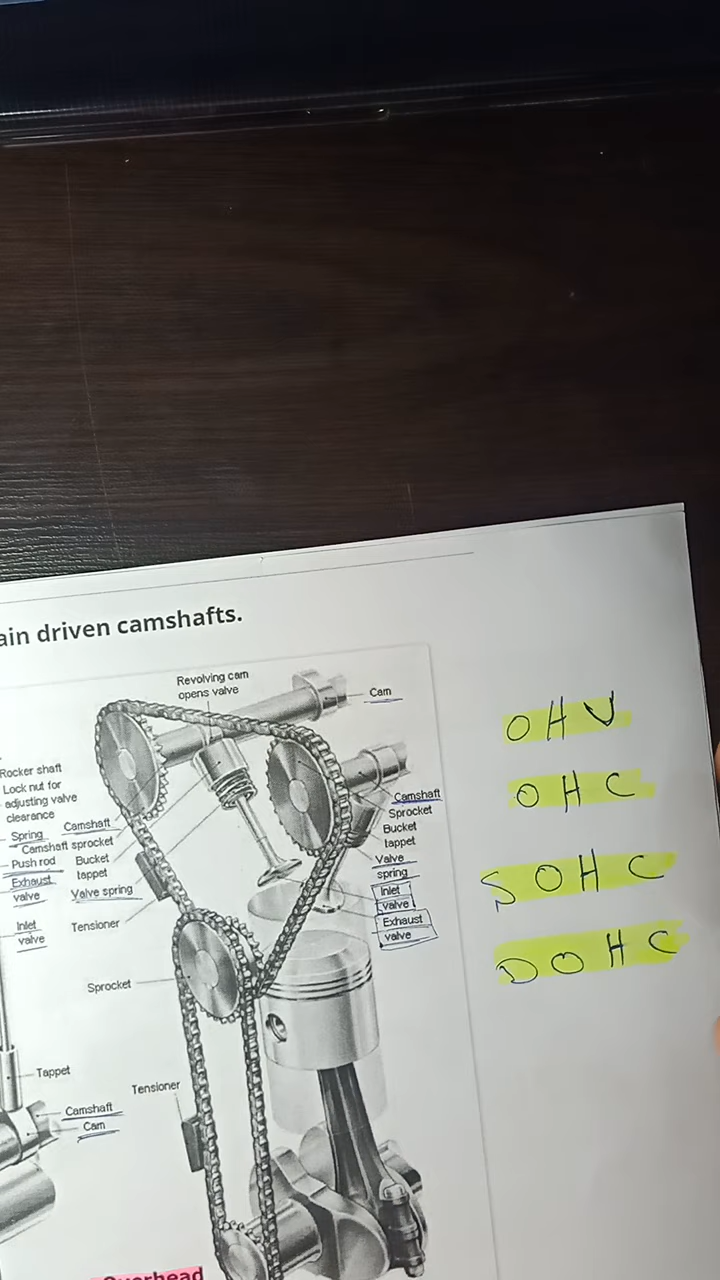 ain driven camshafts.
Revolving cam
opens valve
Cam
Rocker shaft
Lock nut for
adjusting valve
clearance
Spring
Push rod
Exhaust
valve
Inlet
valve
Camshaft
Camshaft sprocket
Bucket
tappet
Valve spring
Tensioner
Sprocket
Camshaft
Sprocket
Bucket
tappet
Valve
spring
Inlet
valve
Exhaust
valve
Tappet
Camshaft
Cam
Tensioner
Overhead
OHV
OHC
SOHC
DOHC